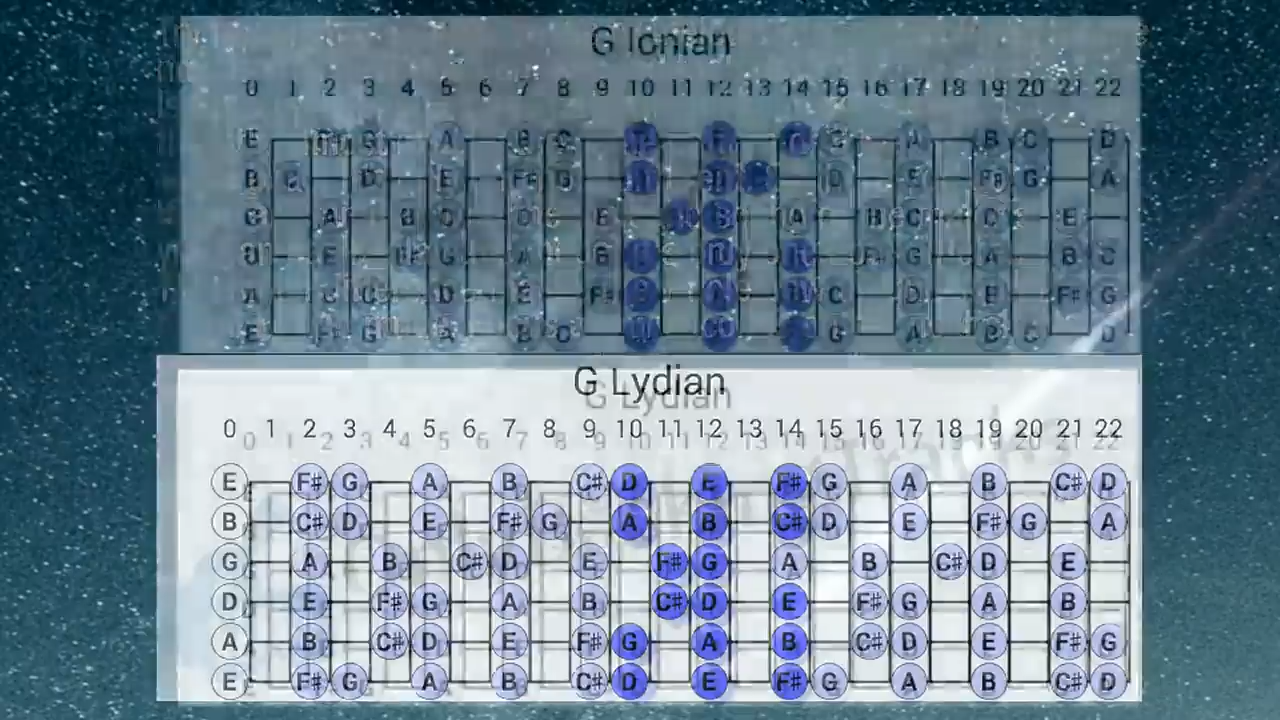 G Ionian
0 1 2 3 4 5 6 7 8 9 10 11 12 13 14 15 16 17 18 19 20 21 22
E G A B C C A B C D
B D E F# G D E F# G A
G A B C D E A B C D E
E G A G A B C
A D E F# C D E F# G
E F# G A B C G A B C D
G Lydian
0 1 2 3 4 5 6 7 8 9 10 11 12 13 14 15 16 17 18 19 20 21 22
E F# G A B C# D E F# G A B C# D
B C# D E F# G A B C# D E F# G A
G A B C# D E F# G A B C# D E
D E F# G A B C# D E F# G A B
A B C# D E F# G A B C# D E F# G
E F# G A B C# D E F# G A B C# D